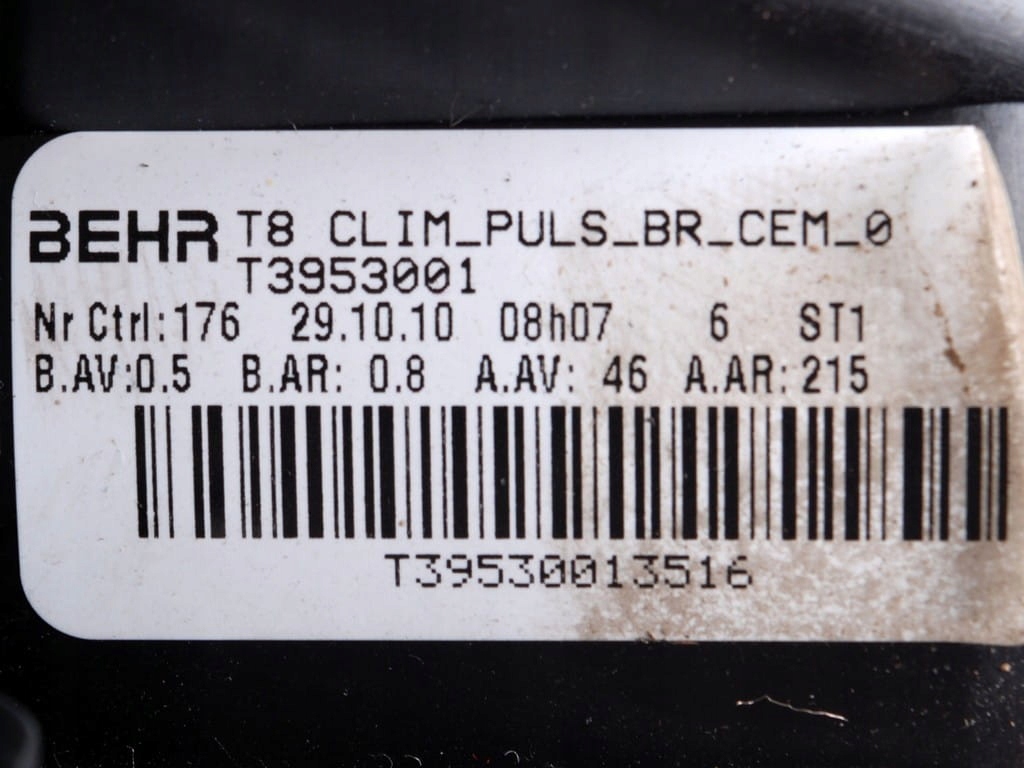 BEHR T8 CLIM_PULS_BR_CEM_0
T3953001
Nr Ctrl:176 29.10.10 08h07 6 ST1
B.AV:0.5 B.AR: 0.8 A.AV: 46 A.AR: 215
T39530013516